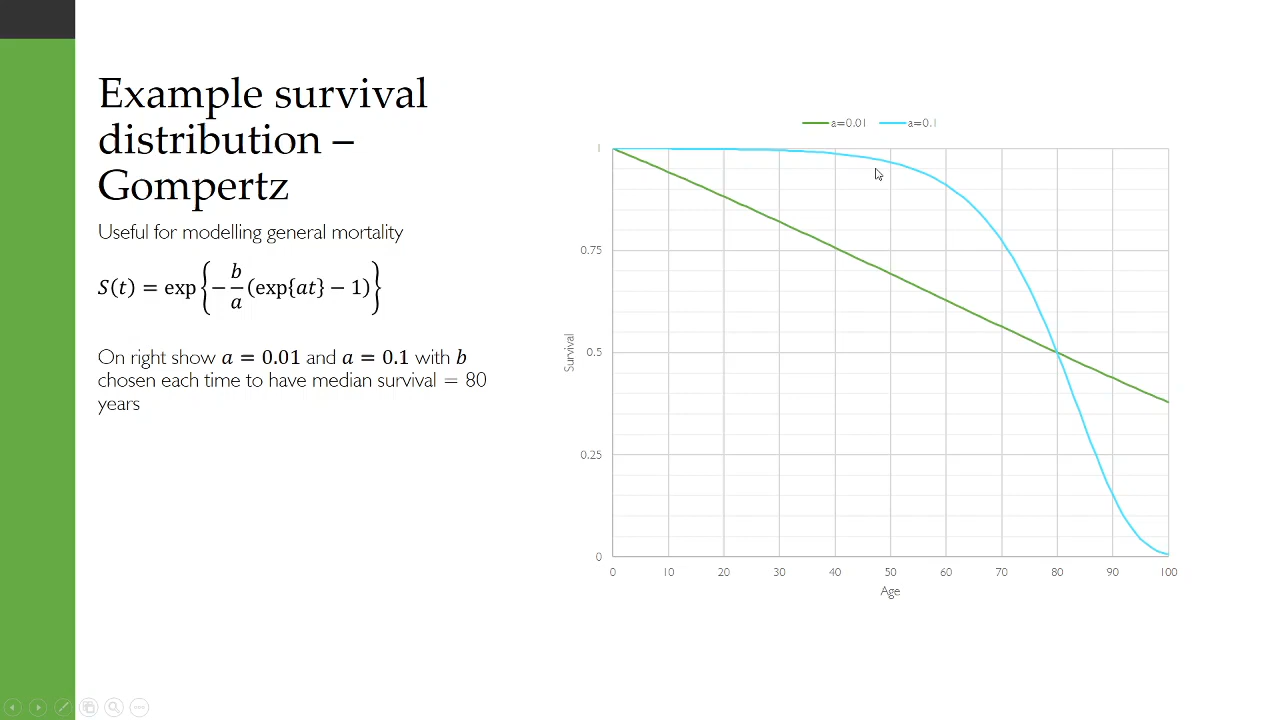 Example survival
distribution –
Gompertz
Useful for modelling general mortality
S(t) = exp{−b/a(exp{at} − 1)}
On right show a = 0.01 and a = 0.1 with b
chosen each time to have median survival = 80
years
a=0.01 a=0.1
1
0.75
0.5
0.25
0
Survival
0 10 20 30 40 50 60 70 80 90 100
Age